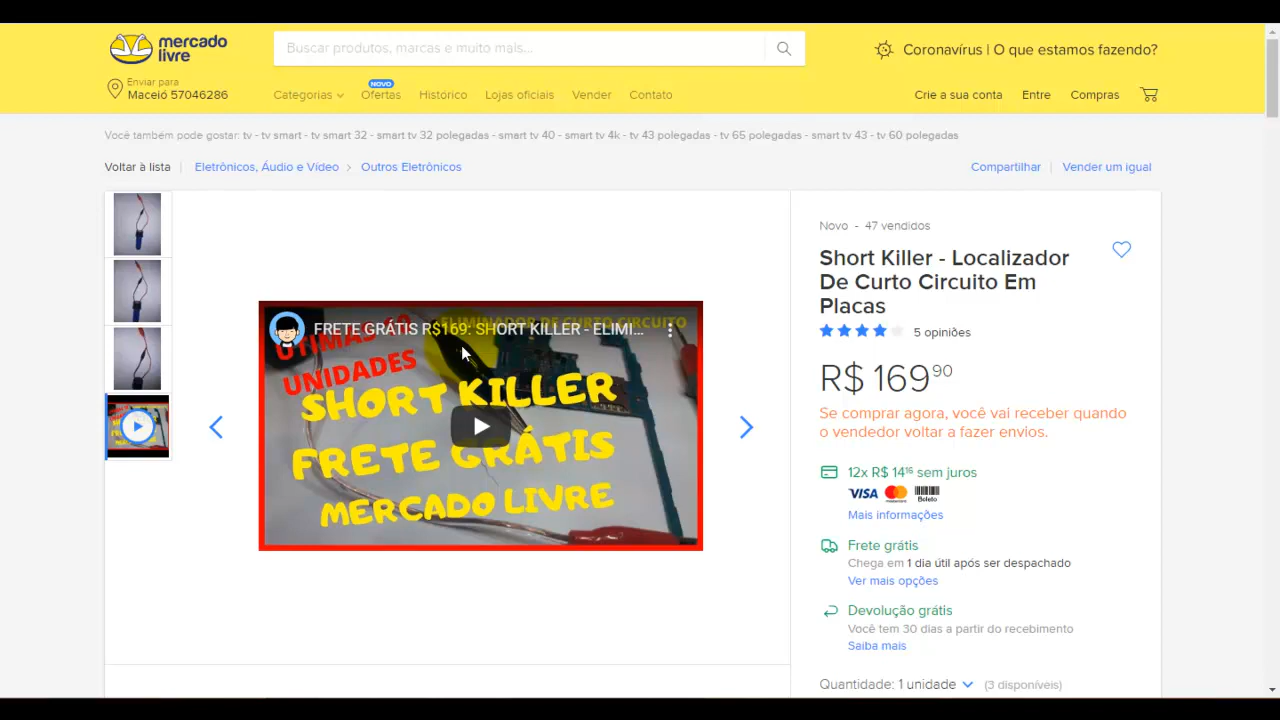 mercado
livre
Buscar produtos, marcas e muito mais...
Coronavírus | O que estamos fazendo?
Enviar para
Maceió 57046286
Categorias
NOVO
Ofertas
Histórico
Lojas oficiais
Vender
Contato
Crie a sua conta
Entre
Compras
Você também pode gostar: tv - tv smart - tv smart 32 - smart tv 32 polegadas - smart tv 40 - smart tv 4k - tv 43 polegadas - tv 65 polegadas - smart tv 43 - tv 60 polegadas
Voltar à lista
Eletrônicos, Áudio e Vídeo
Outros Eletrônicos
Compartilhar
Vender um igual
ELIMINADOR DE CURTO CIRCUITO
FRETE GRÁTIS R$169: SHORT KILLER - ELIMI...
UNIDADES
SHORT KILLER
FRETE GRÁTIS
MERCADO LIVRE
Novo - 47 vendidos
Short Killer - Localizador
De Curto Circuito Em
Placas
5 opiniões
R$ 169 90
Se comprar agora, você vai receber quando
o vendedor voltar a fazer envios.
12x R$ 14 16 sem juros
VISA
mastercard
Boleto
Mais informações
Frete grátis
Chega em 1 dia útil após ser despachado
Ver mais opções
Devolução grátis
Você tem 30 dias a partir do recebimento
Saiba mais
Quantidade: 1 unidade
(3 disponíveis)